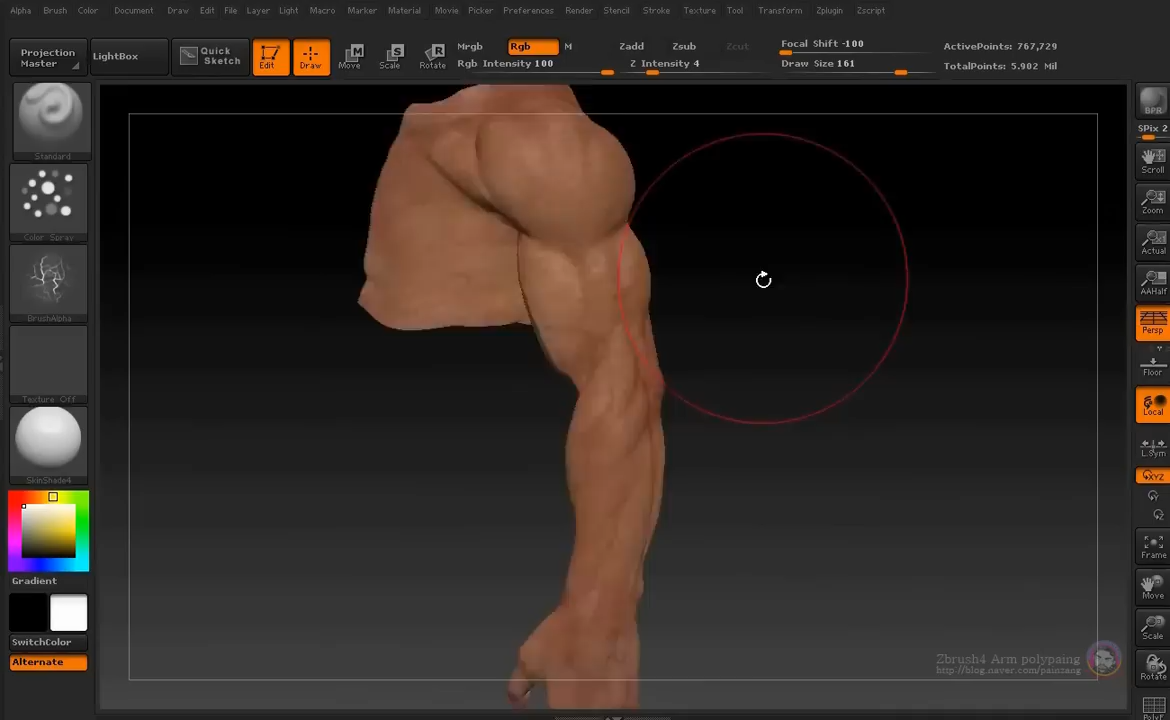 Alpha Brush Color Document Draw Edit File Layer Light Macro Marker Material Movie Picker Preferences Render Stencil Stroke Texture Tool Transform Zplugin Zscript
Projection Master
LightBox
Quick Sketch
Edit
Draw
Move
Scale
Rotate
Mrgb
Rgb
M
Rgb Intensity 100
Zadd
Zsub
Zcut
Z Intensity 4
Focal Shift -100
Draw Size 161
ActivePoints: 767,729
TotalPoints: 5.902 Mil
Standard
Color Spray
BrushAlpha
Texture Off
SkinShade4
Gradient
SwitchColor
Alternate
BPR
SPix 2
Scroll
Zoom
Actual
AAHalf
Persp
Floor
Local
L.Sym
XYZ
Frame
Move
Scale
Rotate
Zbrush4 Arm polypaing
http://blog.naver.com/painzang